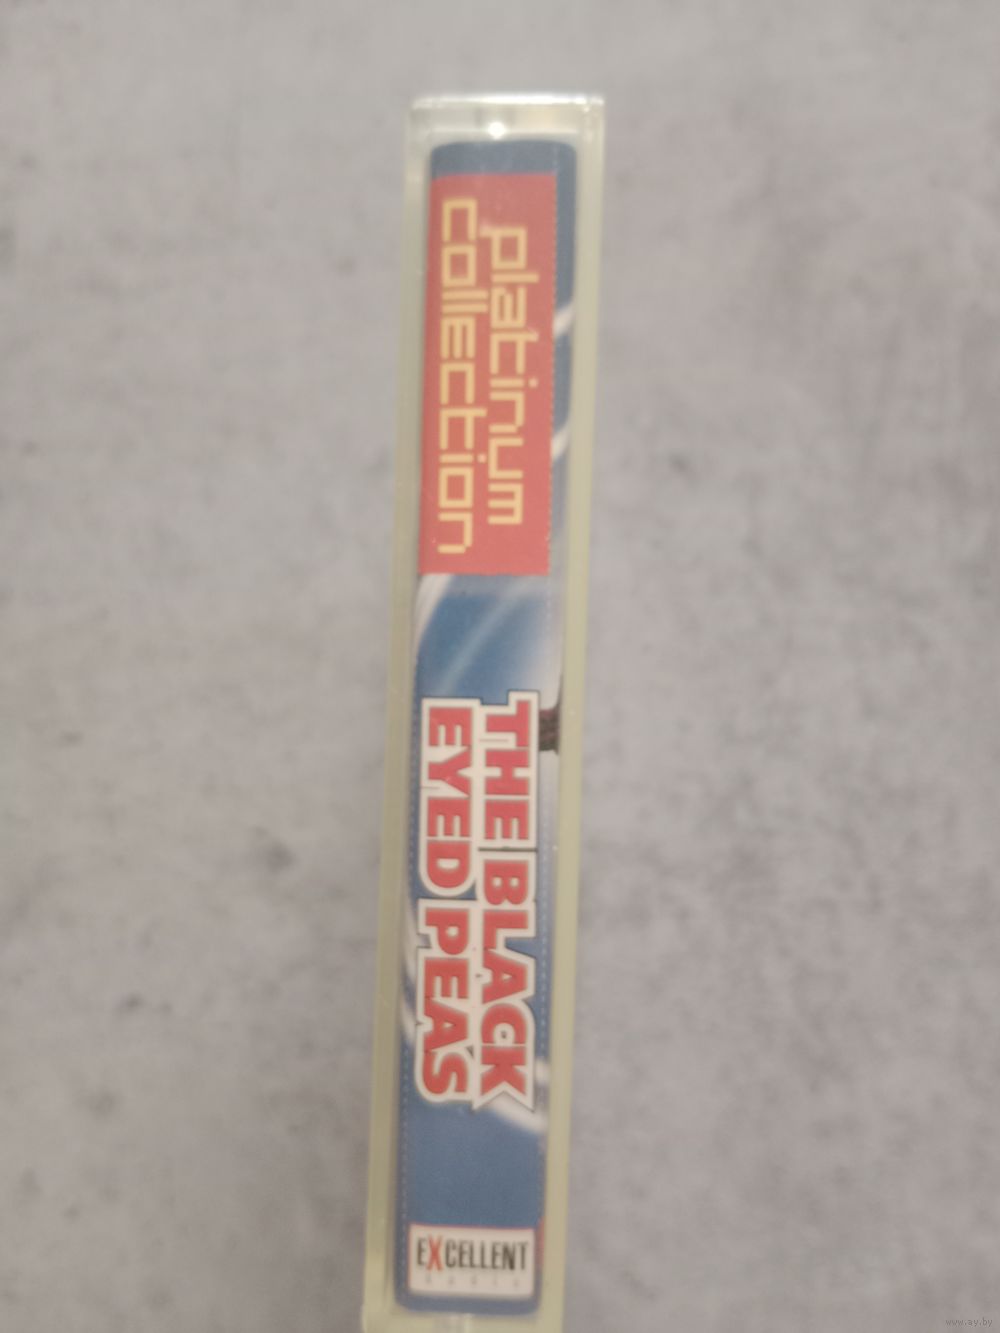 platinum
collection
THE BLACK
EYED PEAS
EXCELLENT
www.ay.by